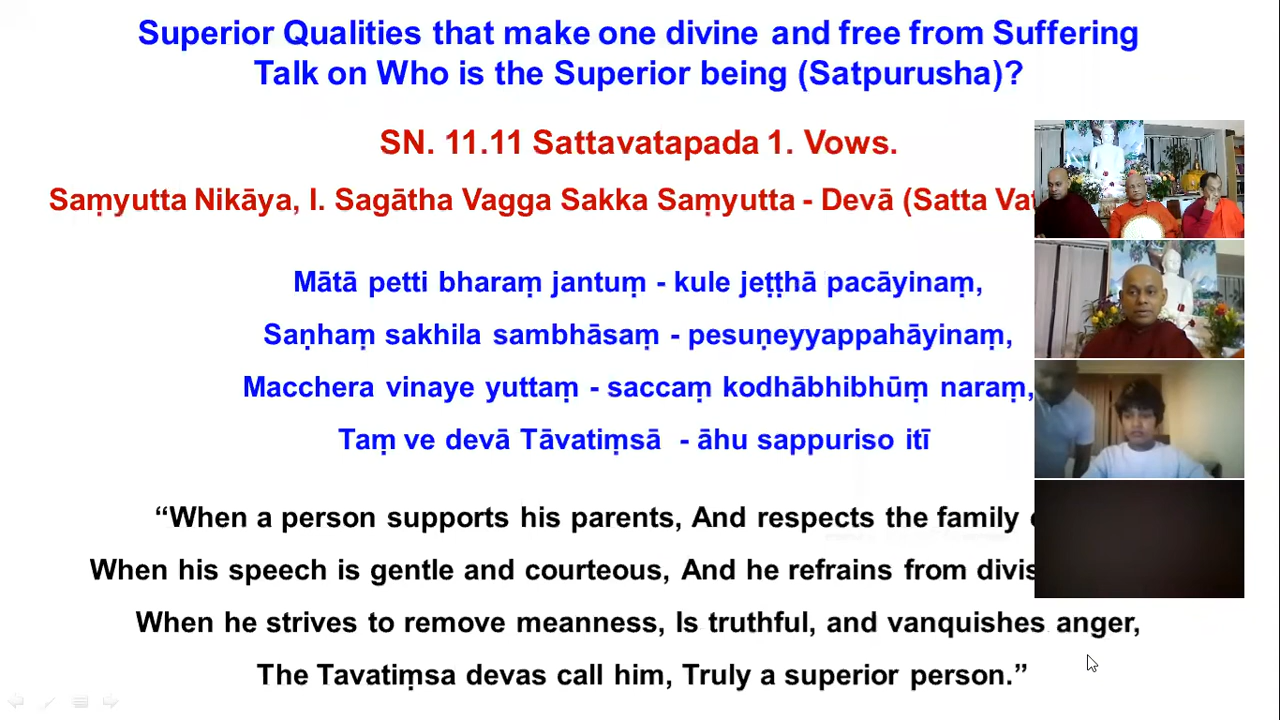 Superior Qualities that make one divine and free from Suffering
Talk on Who is the Superior being (Satpurusha)?
SN. 11.11 Sattavatapada 1. Vows.
Saṃyutta Nikāya, I. Sagātha Vagga Sakka Saṃyutta - Devā (Satta
Mātā petti bharaṃ jantuṃ - kule jeṭṭhā pacāyinaṃ,
Saṇhaṃ sakhila sambhāsaṃ - pesuṇeyyappahāyinaṃ,
Macchera vinaye yuttaṃ - saccaṃ kodhābhibhūṃ naraṃ,
Taṃ ve devā Tāvatiṃsā - āhu sappuriso itī
“When a person supports his parents, And respects the family
When his speech is gentle and courteous, And he refrains from
When he strives to remove meanness, Is truthful, and vanquishes anger,
The Tavatiṃsa devas call him, Truly a superior person.”